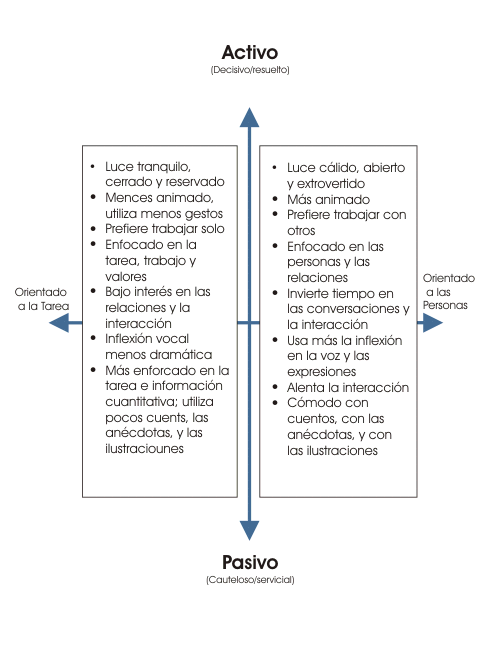 Activo
(Decisivo/resuelto)
• Luce tranquilo,
cerrado y reservado
• Mences animado,
utiliza menos gestos
• Prefiere trabajar solo
• Enfocado en la
tarea, trabajo y
valores
• Bajo interés en las
relaciones y la
interacción
• Inflexión vocal
menos dramática
• Más enforcado en la
tarea e información
cuantitativa; utiliza
pocos cuents, las
anécdotas, y las
ilustraciounes
• Luce cálido, abierto
y extrovertido
• Más animado
• Prefiere trabajar con
otros
• Enfocado en las
personas y las
relaciones
• Invierte tiempo en
las conversaciones y
la interacción
• Usa más la inflexión
en la voz y las
expresiones
• Alenta la interacción
• Cómodo con
cuentos, con las
anécdotas, y con
las ilustraciones
Orientado
a la Tarea
Orientado
a las
Personas
Pasivo
(Cauteloso/servicial)